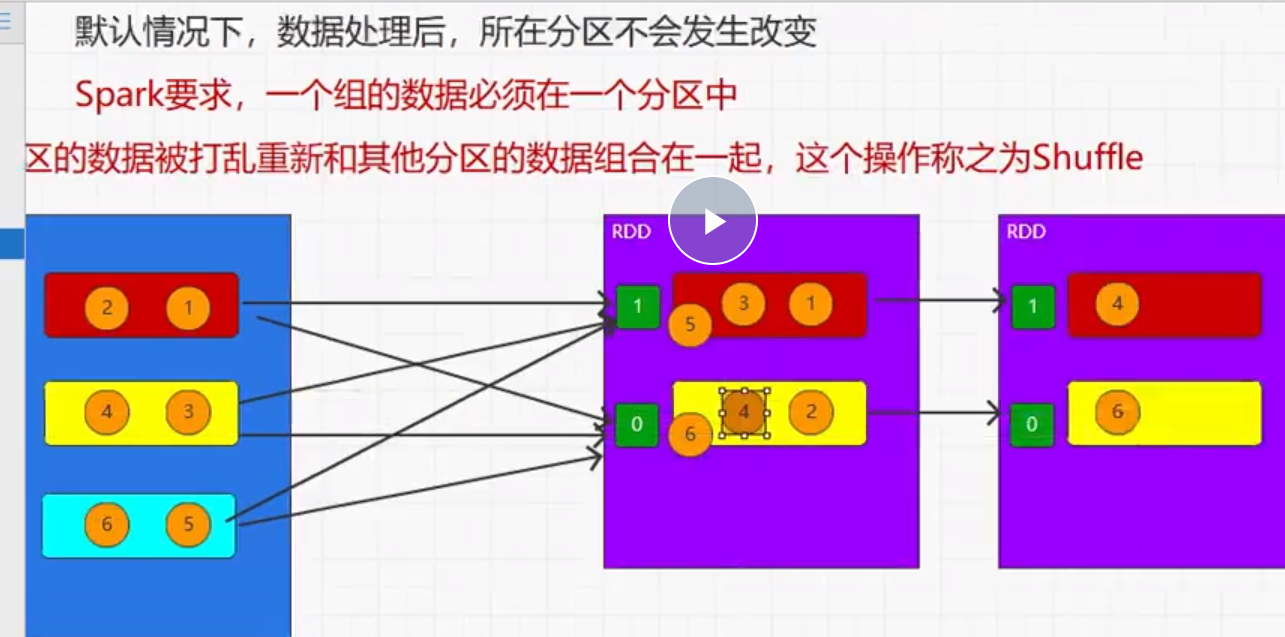 默认情况下，数据处理后，所在分区不会发生改变
Spark要求，一个组的数据必须在一个分区中
区的数据被打乱重新和其他分区的数据组合在一起，这个操作称之为Shuffle
RDD
RDD
2 1
1
3 1
5
1
4
4 3
0
4 2
6
0
6
6 5